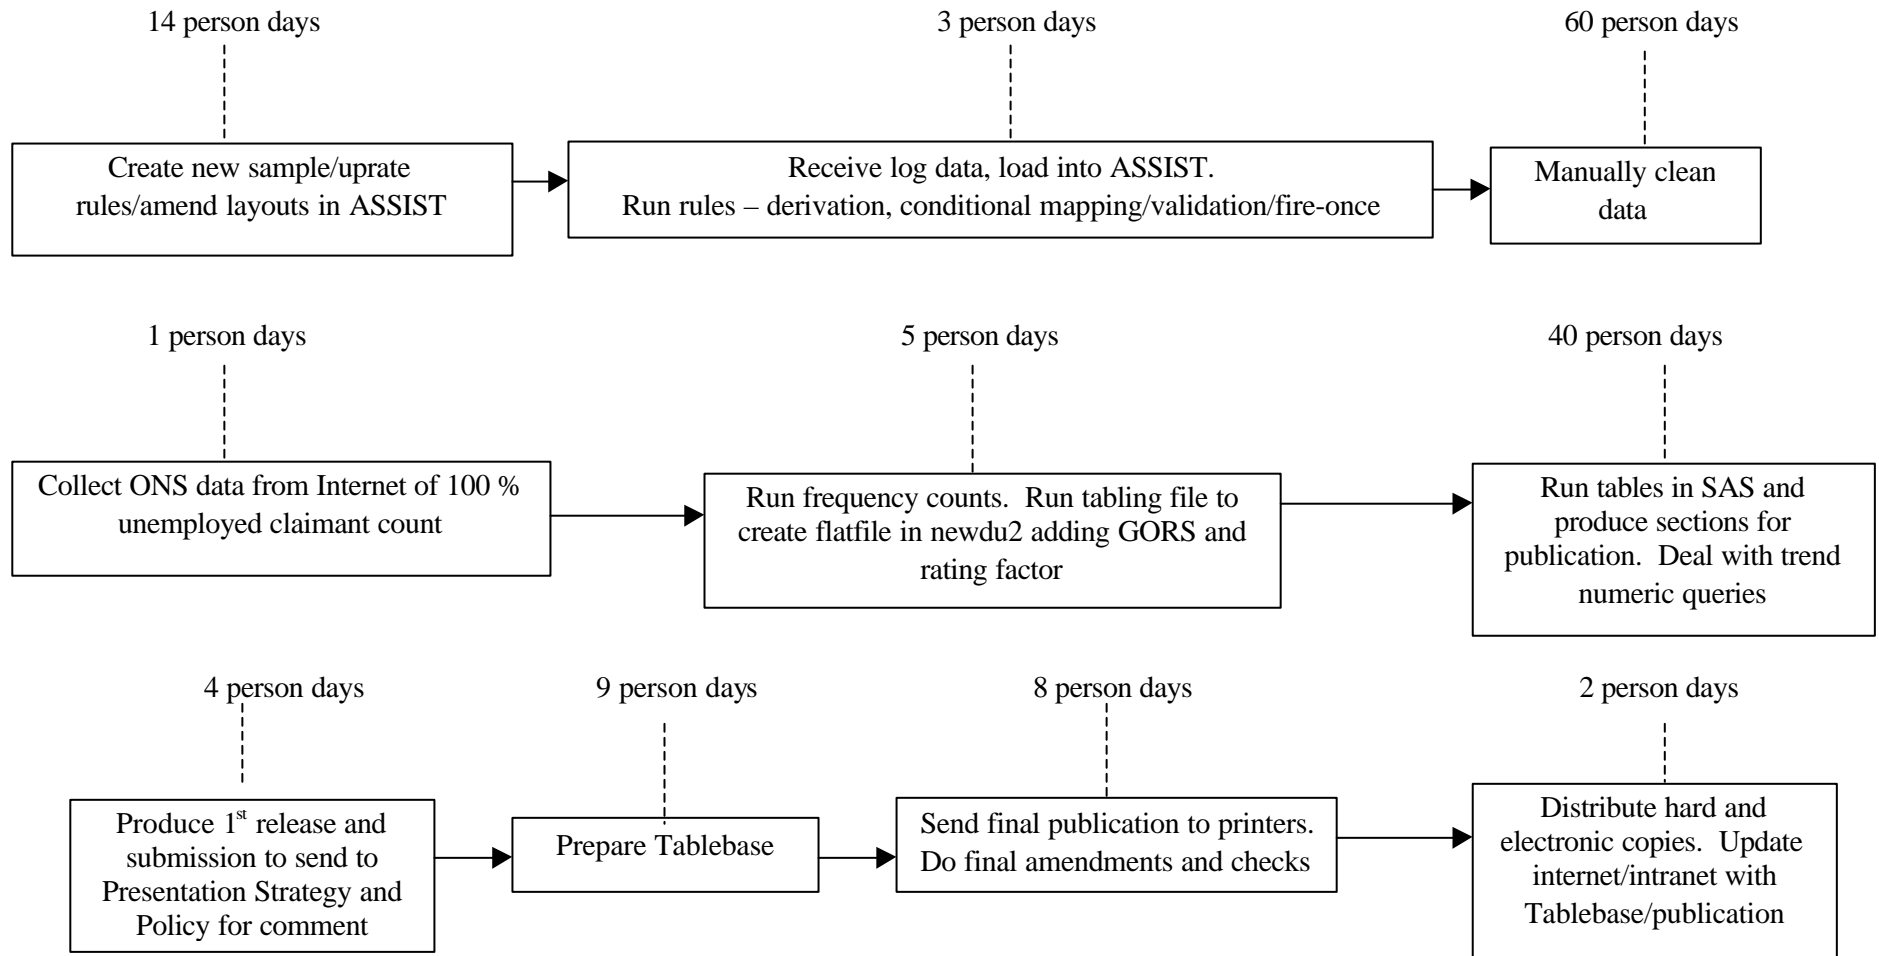 14 person days
3 person days
60 person days
Create new sample/uprate
rules/amend layouts in ASSIST
Receive log data, load into ASSIST.
Run rules – derivation, conditional mapping/validation/fire-once
Manually clean
data
1 person days
5 person days
40 person days
Collect ONS data from Internet of 100 %
unemployed claimant count
Run frequency counts.  Run tabling file to
create flatfile in newdu2 adding GORS and
rating factor
Run tables in SAS and
produce sections for
publication.  Deal with trend
numeric queries
4 person days
9 person days
8 person days
2 person days
Produce 1st release and
submission to send to
Presentation Strategy and
Policy for comment
Prepare Tablebase
Send final publication to printers.
Do final amendments and checks
Distribute hard and
electronic copies.  Update
internet/intranet with
Tablebase/publication